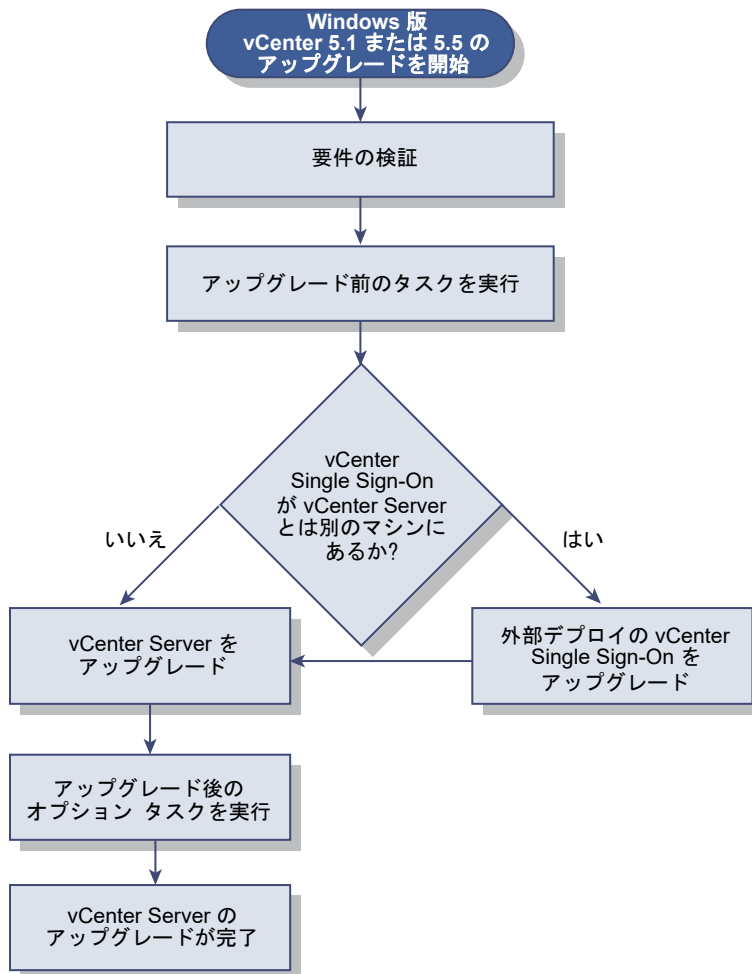 Windows 版
vCenter 5.1 または 5.5 の
アップグレードを開始
要件の検証
アップグレード前のタスクを実行
vCenter
Single Sign-On
が vCenter Server
とは別のマシンに
あるか?
いいえ
はい
vCenter Server を
アップグレード
外部デプロイの vCenter
Single Sign-On を
アップグレード
アップグレード後の
オプション タスクを実行
vCenter Server の
アップグレードが完了